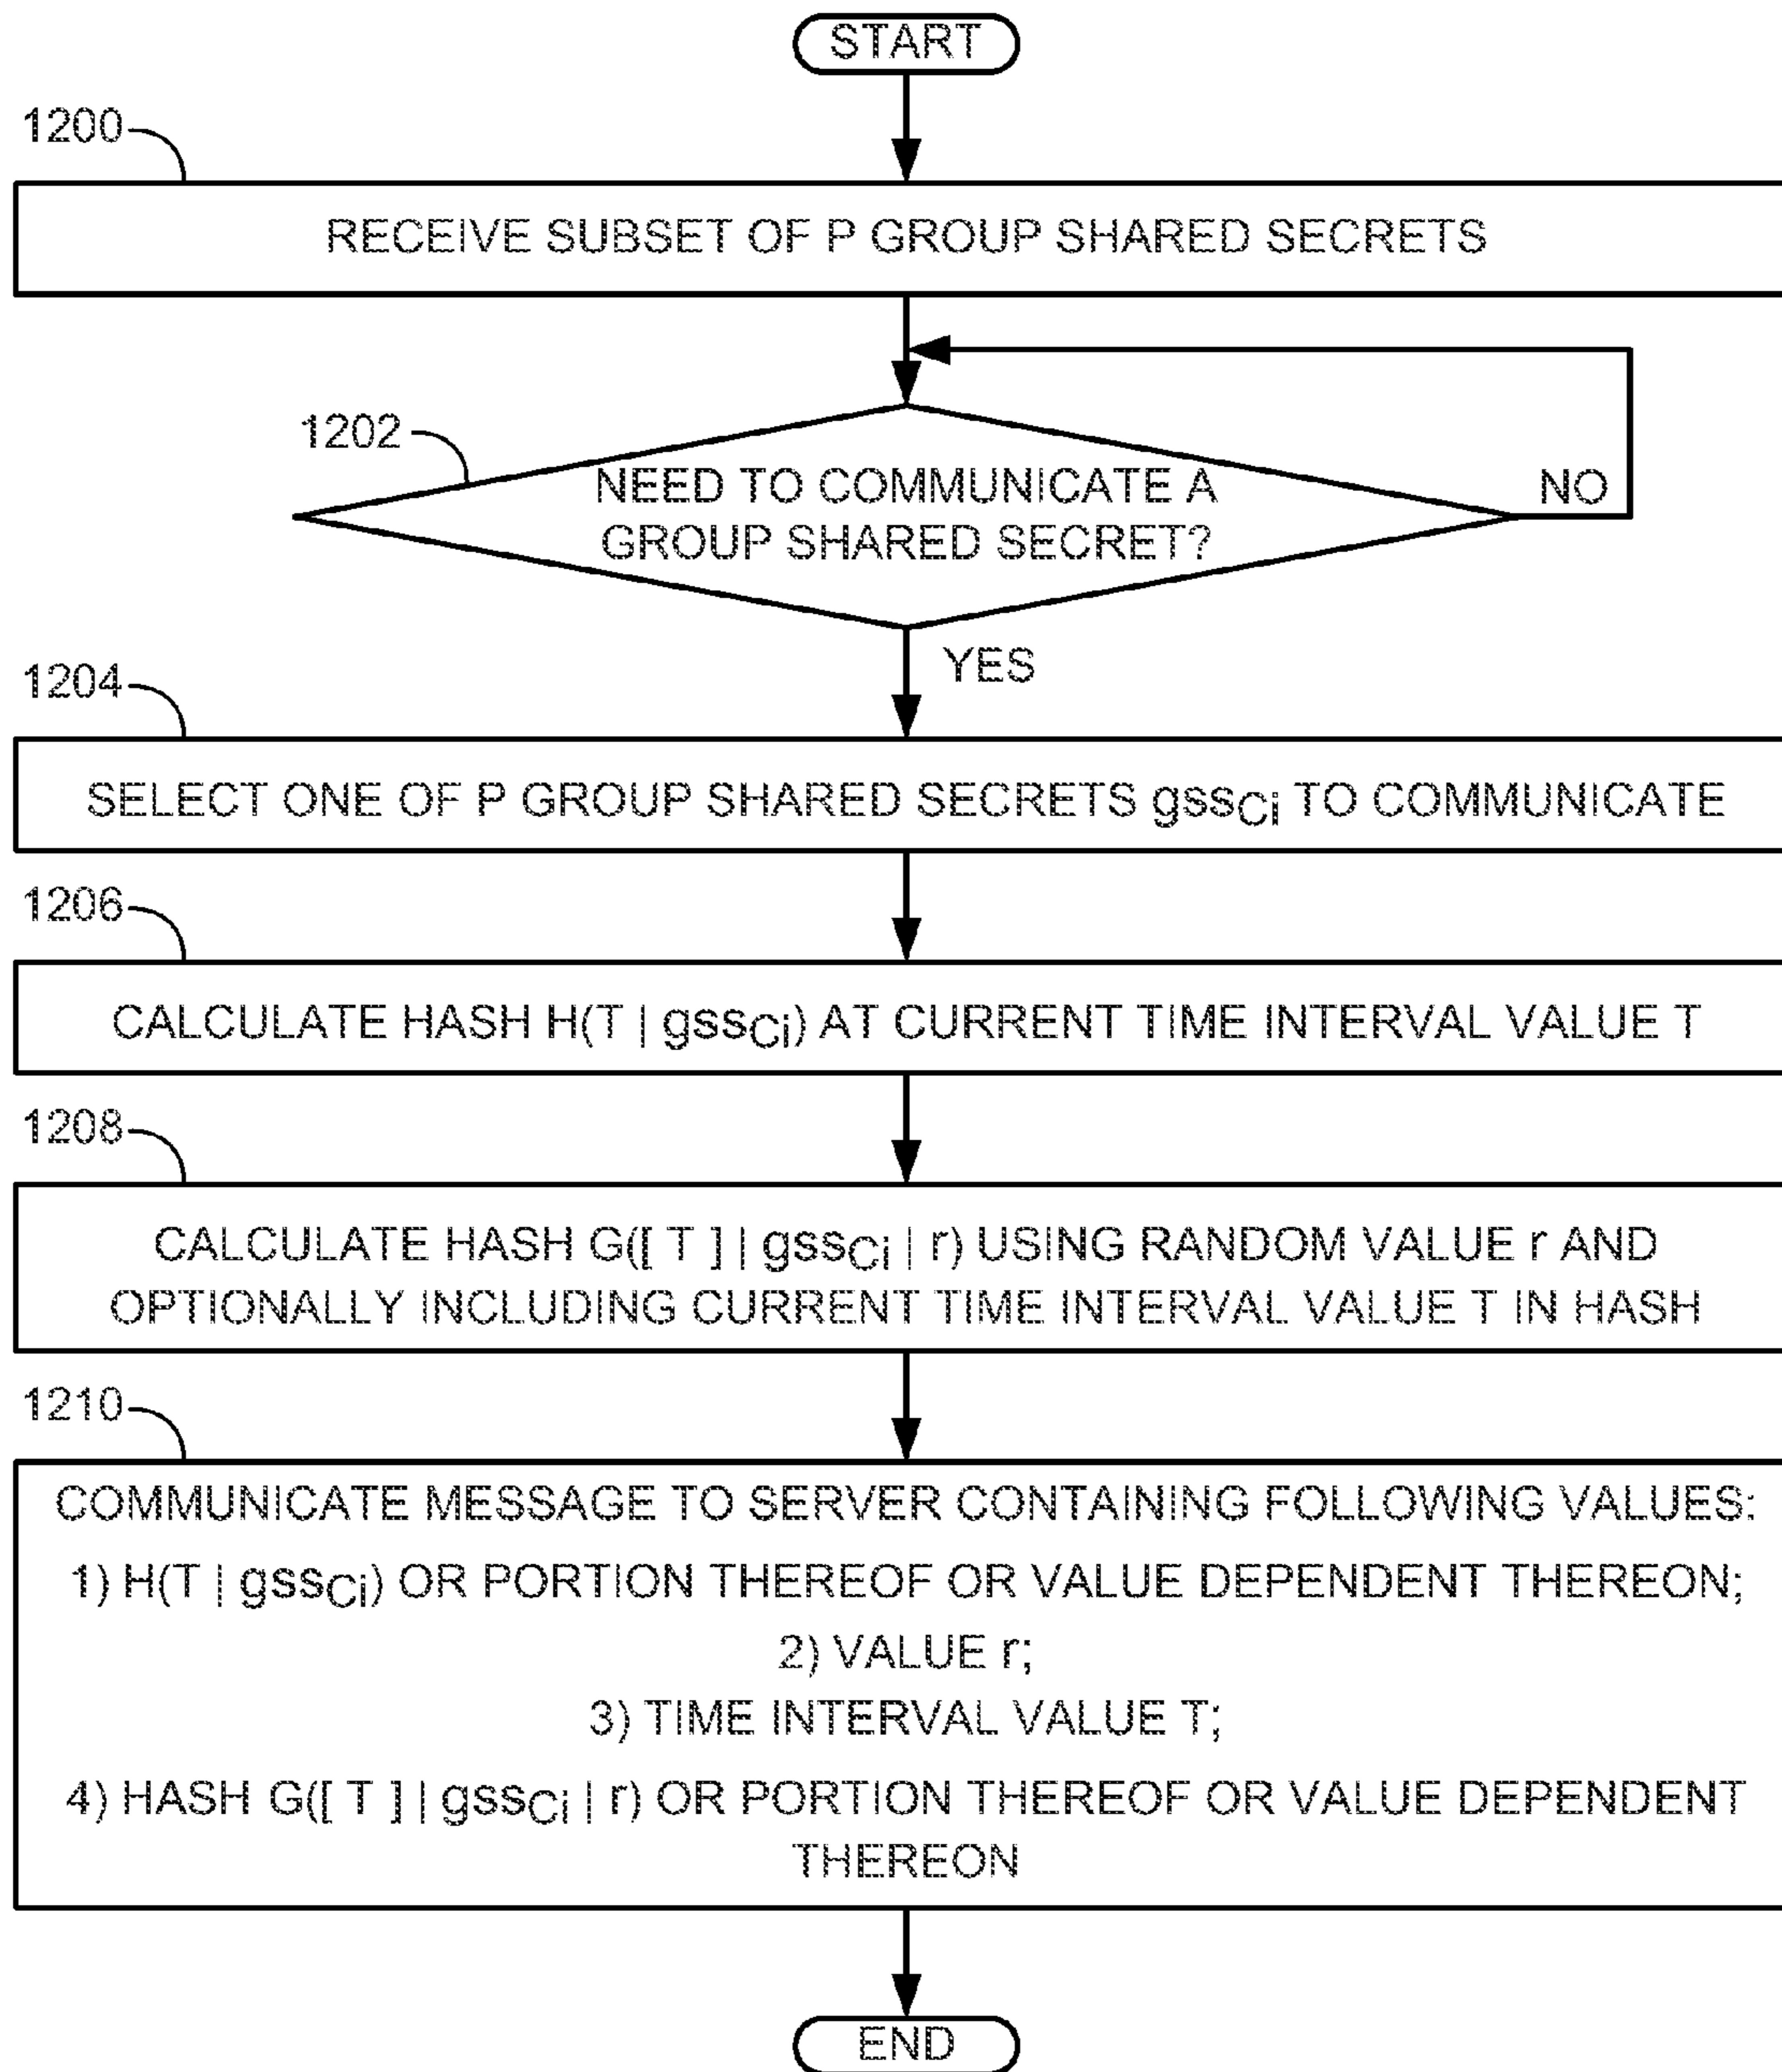 START
1200
RECEIVE SUBSET OF P GROUP SHARED SECRETS
1202
NEED TO COMMUNICATE A
GROUP SHARED SECRET?
NO
YES
1204
SELECT ONE OF P GROUP SHARED SECRETS gssCi TO COMMUNICATE
1206
CALCULATE HASH H(T | gssCi) AT CURRENT TIME INTERVAL VALUE T
1208
CALCULATE HASH G([ T ] | gssCi | r) USING RANDOM VALUE r AND
OPTIONALLY INCLUDING CURRENT TIME INTERVAL VALUE T IN HASH
1210
COMMUNICATE MESSAGE TO SERVER CONTAINING FOLLOWING VALUES:
1) H(T | gssCi) OR PORTION THEREOF OR VALUE DEPENDENT THEREON;
2) VALUE r;
3) TIME INTERVAL VALUE T;
4) HASH G([ T ] | gssCi | r) OR PORTION THEREOF OR VALUE DEPENDENT
THEREON
END